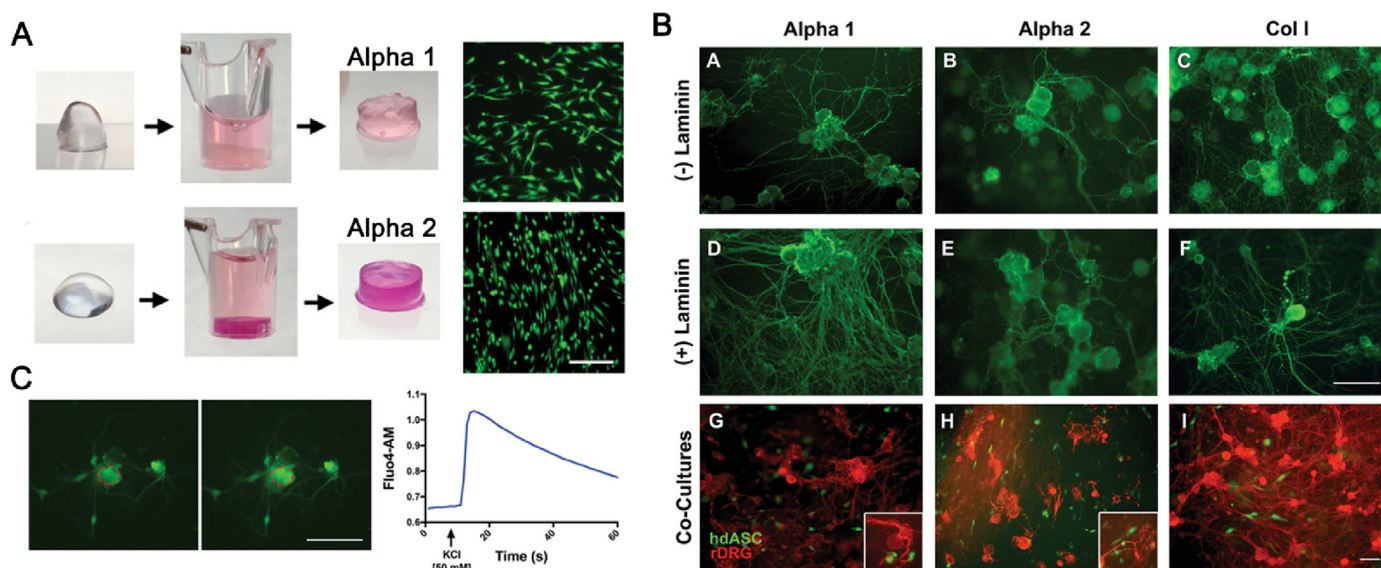 A
Alpha 1
Alpha 2
B
Alpha 1
Alpha 2
Col I
(-) Laminin
A
B
C
(+) Laminin
D
E
F
Co-Cultures
G
hdASC
rDRG
H
I
C
Fluo4-AM
1.1
1.0
0.9
0.8
0.7
0.6
0
20
40
60
KCl
[50 mM]
Time (s)